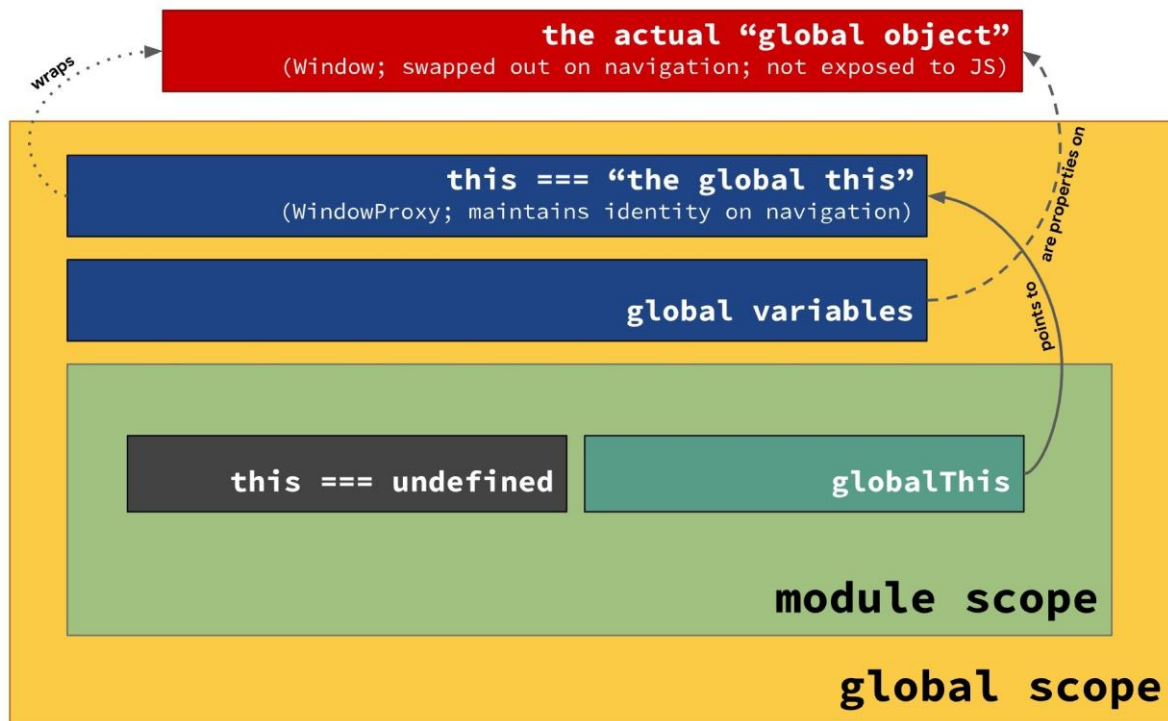 the actual “global object”
(Window; swapped out on navigation; not exposed to JS)
wraps
this === “the global this”
(WindowProxy; maintains identity on navigation)
are properties on
global variables
points to
this === undefined
globalThis
module scope
global scope